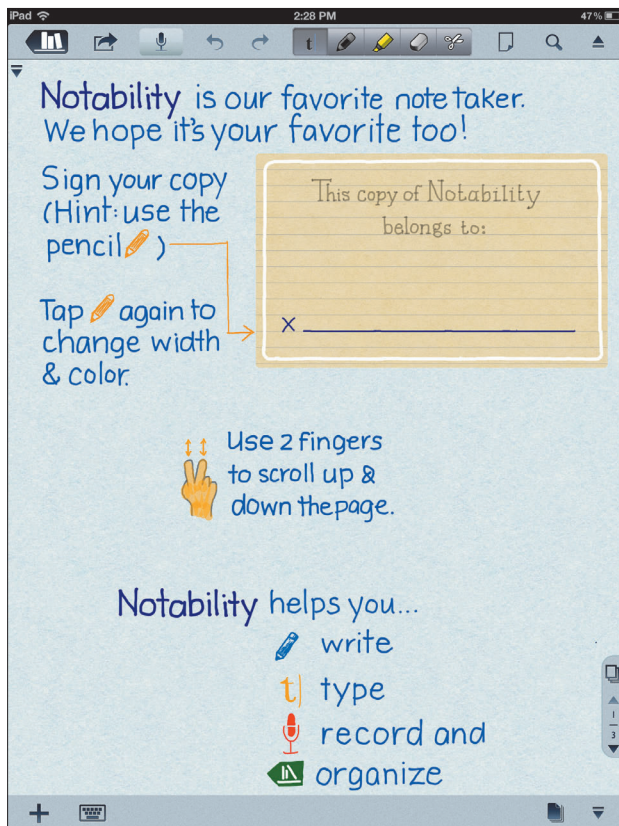 iPad 2:28 PM 47%
t
Notability is our favorite note taker.
We hope it's your favorite too!
Sign your copy
(Hint: use the
pencil )
This copy of Notability
belongs to:
x
Tap again to
change width
& color.
Use 2 fingers
to scroll up &
down the page.
Notability helps you...
write
t| type
record and
organize
1
3